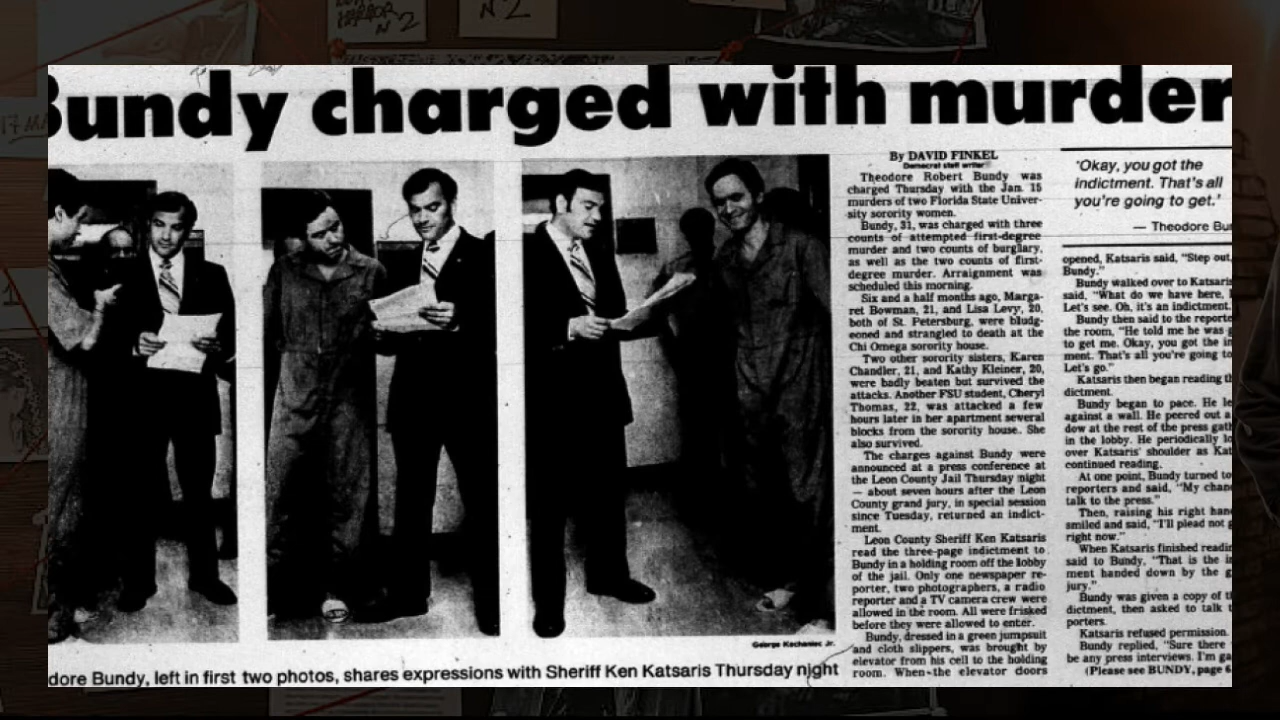 N°2
17
Bundy charged with murder
By DAVID FINKEL
Democrat staff writer
Theodore Robert Bundy was
charged Thursday with the Jan. 15
murders of two Florida State Univer-
sity sorority women.
Bundy, 31, was charged with three
counts of attempted first-degree
murder and two counts of burglary,
as well as the two counts of first-
degree murder. Arraignment was
scheduled this morning.
Six and a half months ago, Marga-
ret Bowman, 21, and Lisa Levy, 20,
both of St. Petersburg, were bludg-
eoned and strangled to death at the
Chi Omega sorority house.
Two other sorority sisters, Karen
Chandler, 21, and Kathy Kleiner, 20,
were badly beaten but survived the
attacks. Another FSU student, Cheryl
Thomas, 22, was attacked a few
hours later in her apartment several
blocks from the sorority house. She
also survived.
The charges against Bundy were
announced at a press conference at
the Leon County Jail Thursday night
— about seven hours after the Leon
County grand jury, in special session
since Tuesday, returned an indict-
ment.
Leon County Sheriff Ken Katsaris
read the three-page indictment to
Bundy in a holding room off the lobby
of the jail. Only one newspaper re-
porter, two photographers, a radio
reporter and a TV camera crew were
allowed in the room. All were frisked
before they were allowed to enter.
Bundy, dressed in a green jumpsuit
and cloth slippers, was brought by
elevator from his cell to the holding
room. When the elevator doors
'Okay, you got the
indictment. That's all
you're going to get.'
— Theodore Bu
opened, Katsaris said, "Step out,
Bundy."
Bundy walked over to Katsaris
said, "What do we have here,
Let's see. Oh, it's an indictment.
Bundy then said to the reporte
the room, "He told me he was
to get me. Okay, you got the in
ment. That's all you're going to
Let's go."
Katsaris then began reading th
dictment.
Bundy began to pace. He le
against a wall. He peered out a
dow at the rest of the press gath
in the lobby. He periodically lo
over Katsaris' shoulder as Kat
continued reading.
At one point, Bundy turned to
reporters and said, "My chan
talk to the press."
Then, raising his right hand
smiled and said, "I'll plead not g
right now."
When Katsaris finished readin
said to Bundy, "That is the in
ment handed down by the g
jury."
Bundy was given a copy of th
dictment, then asked to talk t
porters.
Katsaris refused permission.
Bundy replied, "Sure there
be any press interviews. I'm ga
(Please see BUNDY, page 6
George Kochaniec Jr.
dore Bundy, left in first two photos, shares expressions with Sheriff Ken Katsaris Thursday night